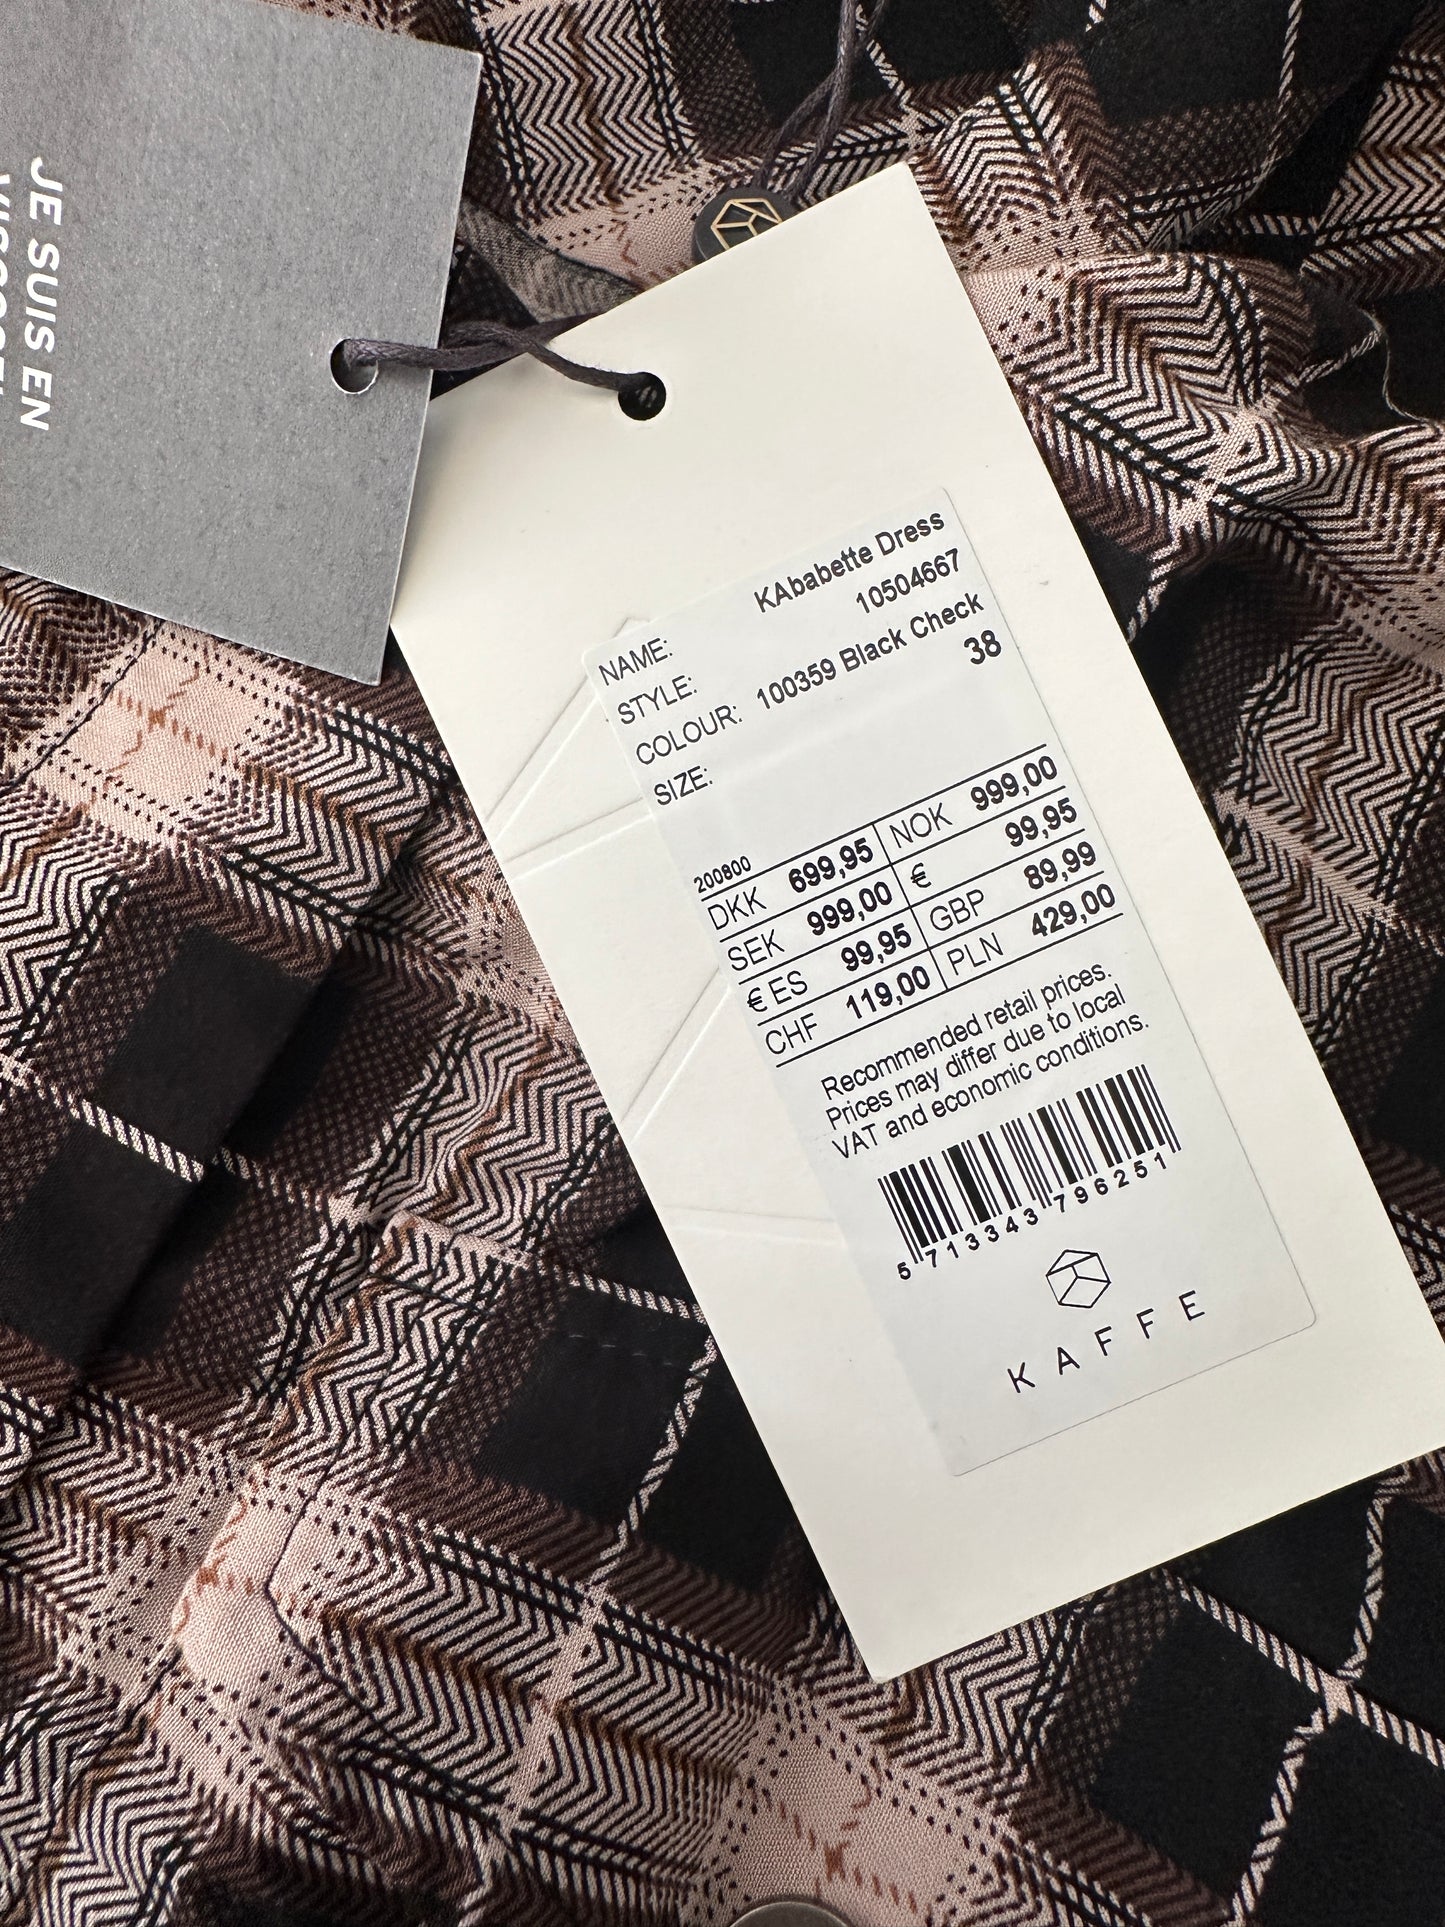 JE SUIS EN
NAME: KAbabette Dress
STYLE: 10504667
COLOUR: 100359 Black Check
SIZE: 38
200800
DKK 699,95 NOK 999,00
SEK 999,00 € 99,95
€ ES 99,95 GBP 89,99
CHF 119,00 PLN 429,00
Recommended retail prices.
Prices may differ due to local
VAT and economic conditions.
5 713343 796251
KAFFE